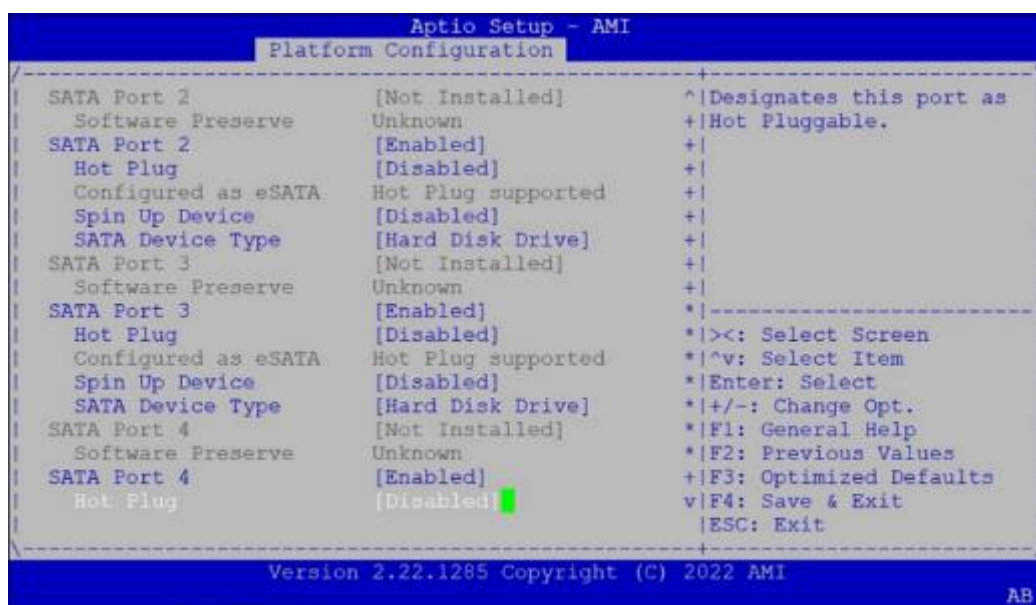 Aptio Setup - AMI
Platform Configuration
/----------------------------------------------------+--------------------------
| SATA Port 2 [Not Installed] ^|Designates this port as
| Software Preserve Unknown +|Hot Pluggable.
| SATA Port 2 [Enabled] +|
| Hot Plug [Disabled] +|
| Configured as eSATA Hot Plug supported +|
| Spin Up Device [Disabled] +|
| SATA Device Type [Hard Disk Drive] +|
| SATA Port 3 [Not Installed] +|
| Software Preserve Unknown +|
| SATA Port 3 [Enabled] *|--------------------------
| Hot Plug [Disabled] *|><: Select Screen
| Configured as eSATA Hot Plug supported *|^v: Select Item
| Spin Up Device [Disabled] *|Enter: Select
| SATA Device Type [Hard Disk Drive] *|+/-: Change Opt.
| SATA Port 4 [Not Installed] *|F1: General Help
| Software Preserve Unknown *|F2: Previous Values
| SATA Port 4 [Enabled] +|F3: Optimized Defaults
| Hot Plug [Disabled] v|F4: Save & Exit
| |ESC: Exit
\----------------------------------------------------+--------------------------
Version 2.22.1285 Copyright (C) 2022 AMI
AB